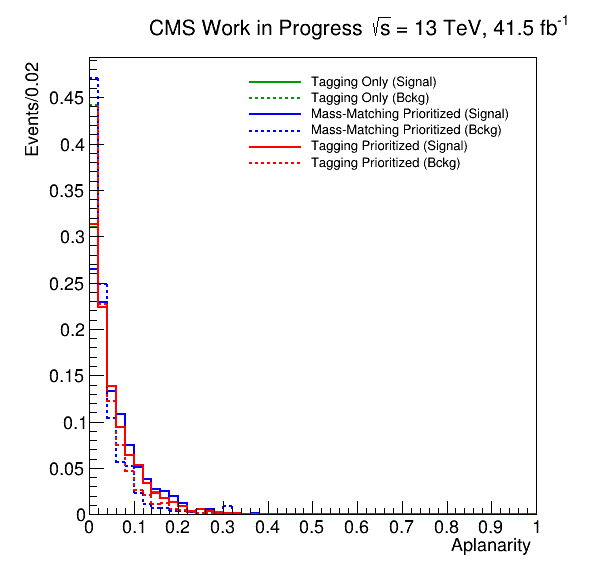 CMS Work in Progress √s = 13 TeV, 41.5 fb⁻¹
Events/0.02
Tagging Only (Signal)
Tagging Only (Bckg)
Mass-Matching Prioritized (Signal)
Mass-Matching Prioritized (Bckg)
Tagging Prioritized (Signal)
Tagging Prioritized (Bckg)
0.45
0.4
0.35
0.3
0.25
0.2
0.15
0.1
0.05
0
0 0.1 0.2 0.3 0.4 0.5 0.6 0.7 0.8 0.9 1
Aplanarity